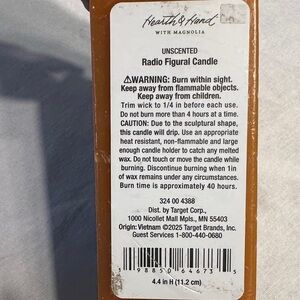 Hearth & Hand
WITH MAGNOLIA
UNSCENTED
Radio Figural Candle
⚠WARNING: Burn within sight.
Keep away from flammable objects.
Keep away from children.
Trim wick to 1/4 in before each use.
Do not burn more than 4 hours at a time.
CAUTION: Due to the sculptural shape,
this candle will drip. Use an appropriate
heat resistant, non-flammable and large
enough candle holder to catch any melted
wax. Do not touch or move the candle while
burning. Discontinue burning when 1in
of wax remains under any circumstances.
Burn time is approximately 40 hours.
324 00 4388
Dist. by Target Corp.,
1000 Nicollet Mall Mpls., MN 55403
Origin: Vietnam ©2025 Target Brands, Inc.
Guest Services 1-800-440-0680
98850 64673 5
4.4 in H (11.2 cm)